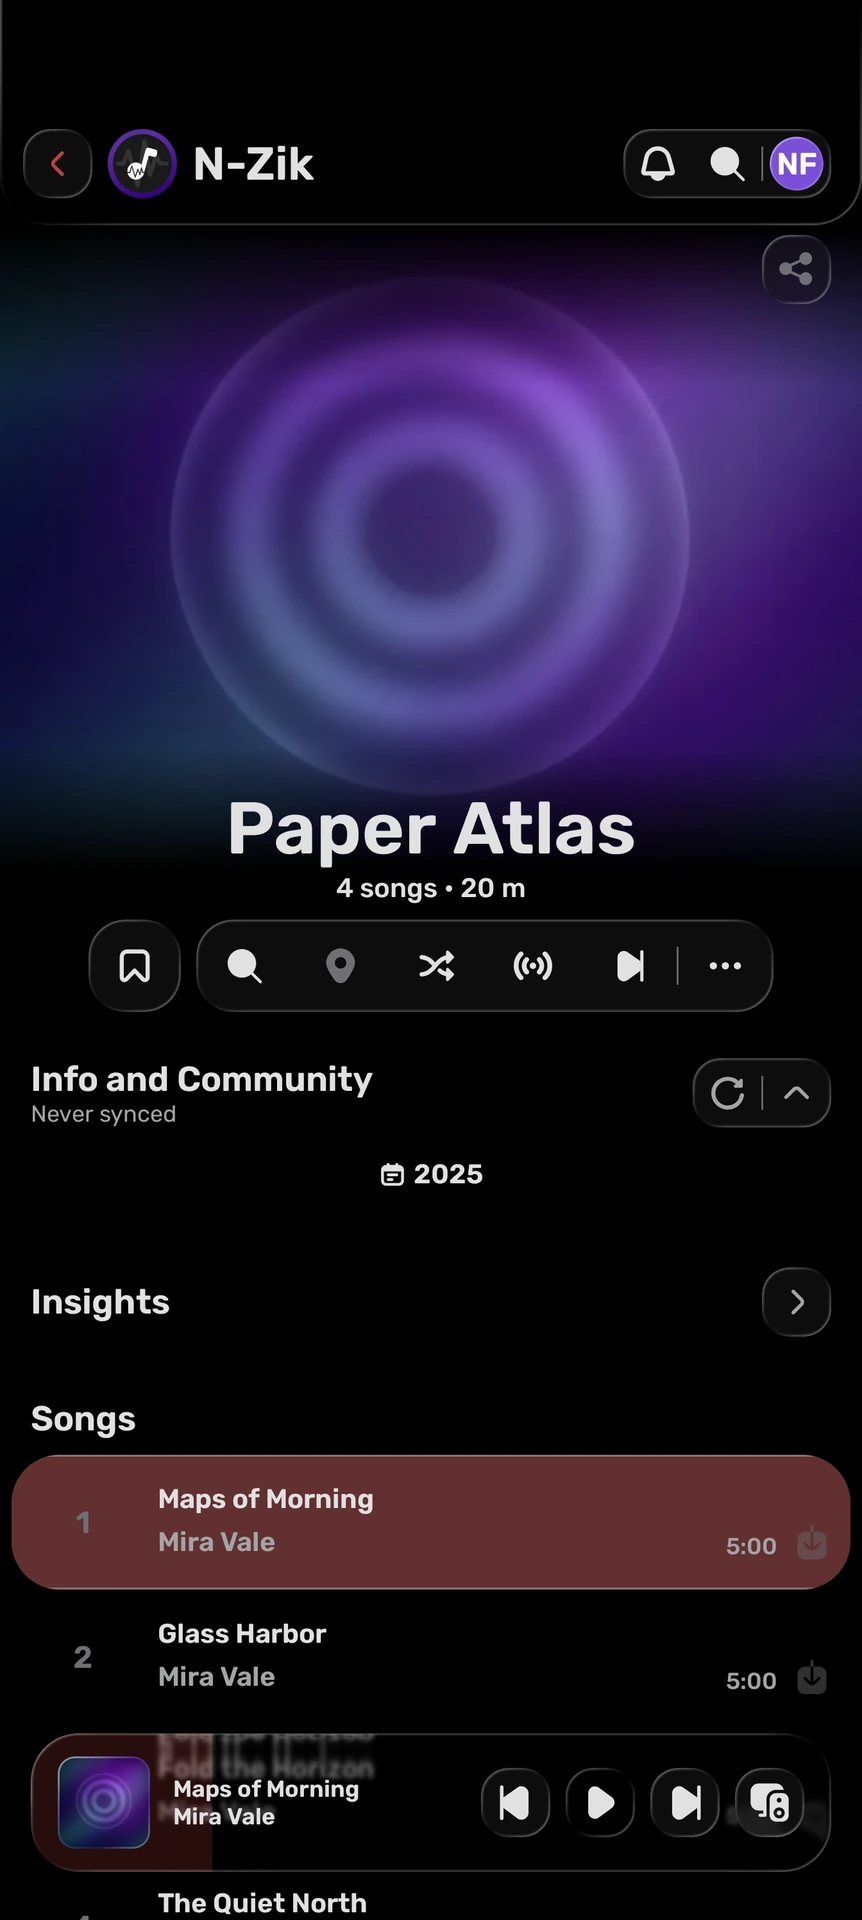 N-Zik
NF
Paper Atlas
4 songs • 20 m
Info and Community
Never synced
2025
Insights
Songs
1
Maps of Morning
Mira Vale
5:00
2
Glass Harbor
Mira Vale
5:00
Fold the Horizon
Maps of Morning
Mira Vale
The Quiet North